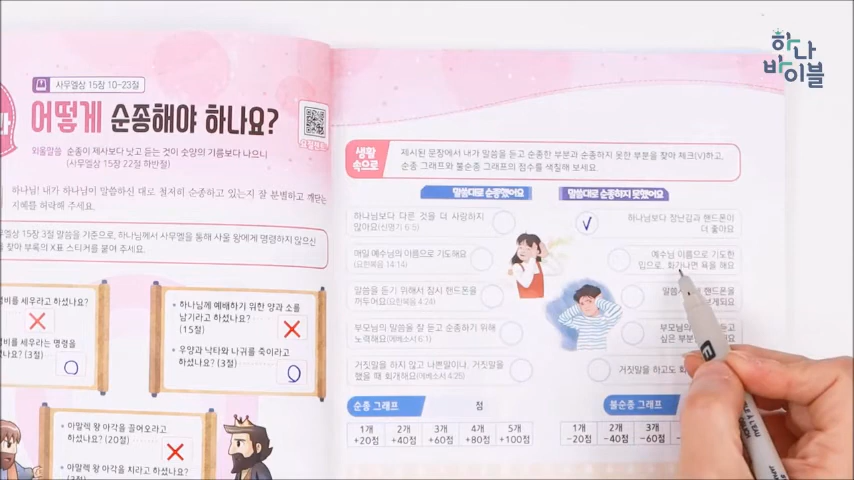 하나
바이블
사무엘상 15장 10-23절
어떻게 순종해야 하나요?
외울말씀 순종이 제사보다 낫고 듣는 것이 숫양의 기름보다 나으니
(사무엘상 15장 22절 하반절)
하나님! 내가 하나님이 말씀하신 대로 철저히 순종하고 있는지 잘 분별하고 깨닫는
지혜를 허락해 주세요.
15장 3절 말씀을 기준으로, 하나님께서 사무엘을 통해 사울 왕에게 명령하지 않으신
찾아 부록의 X표 스티커를 붙여 주세요.
세우라고 하셨나요?
X
세우라는 명령을
(3절)
O
• 하나님께 예배하기 위한 양과 소를
남기라고 하셨나요?
(15절)
X
• 우양과 낙타와 나귀를 죽이라고
하셨나요? (3절)
O
• 아말렉 왕 아각을 끌어오라고
하셨나요? (20절)
X
• 아말렉 왕 아각을 치라고 하셨나요?
생활
속으로
제시된 문장에서 내가 말씀을 듣고 순종한 부분과 순종하지 못한 부분을 찾아 체크(V)하고,
순종 그래프와 불순종 그래프의 점수를 색칠해 보세요.
말씀대로 순종했어요
말씀대로 순종하지 못했어요
하나님보다 다른 것을 더 사랑하지
않아요(신명기 6:5)
V
하나님보다 장난감과 핸드폰이
더 좋아요
매일 예수님의 이름으로 기도해요
(요한복음 14:14)
예수님 이름으로 기도한
입으로, 화가나면 욕을 해요
말씀을 듣기 위해서 잠시 핸드폰을
꺼두어요(요한복음 4:24)
핸드폰을
부모님의 말씀을 잘 듣고 순종하기 위해
노력해요(에베소서 6:1)
부모님의 듣고
싶은
거짓말을 하지 않고 나쁜말이나, 거짓말을
했을 때 회개해요(에베소서 4:25)
거짓말을 하고도
순종 그래프 점
불순종 그래프
1개 2개 3개 4개 5개
+20점 +40점 +60점 +80점 +100점
1개 2개 3개
-20점 -40점 -60점